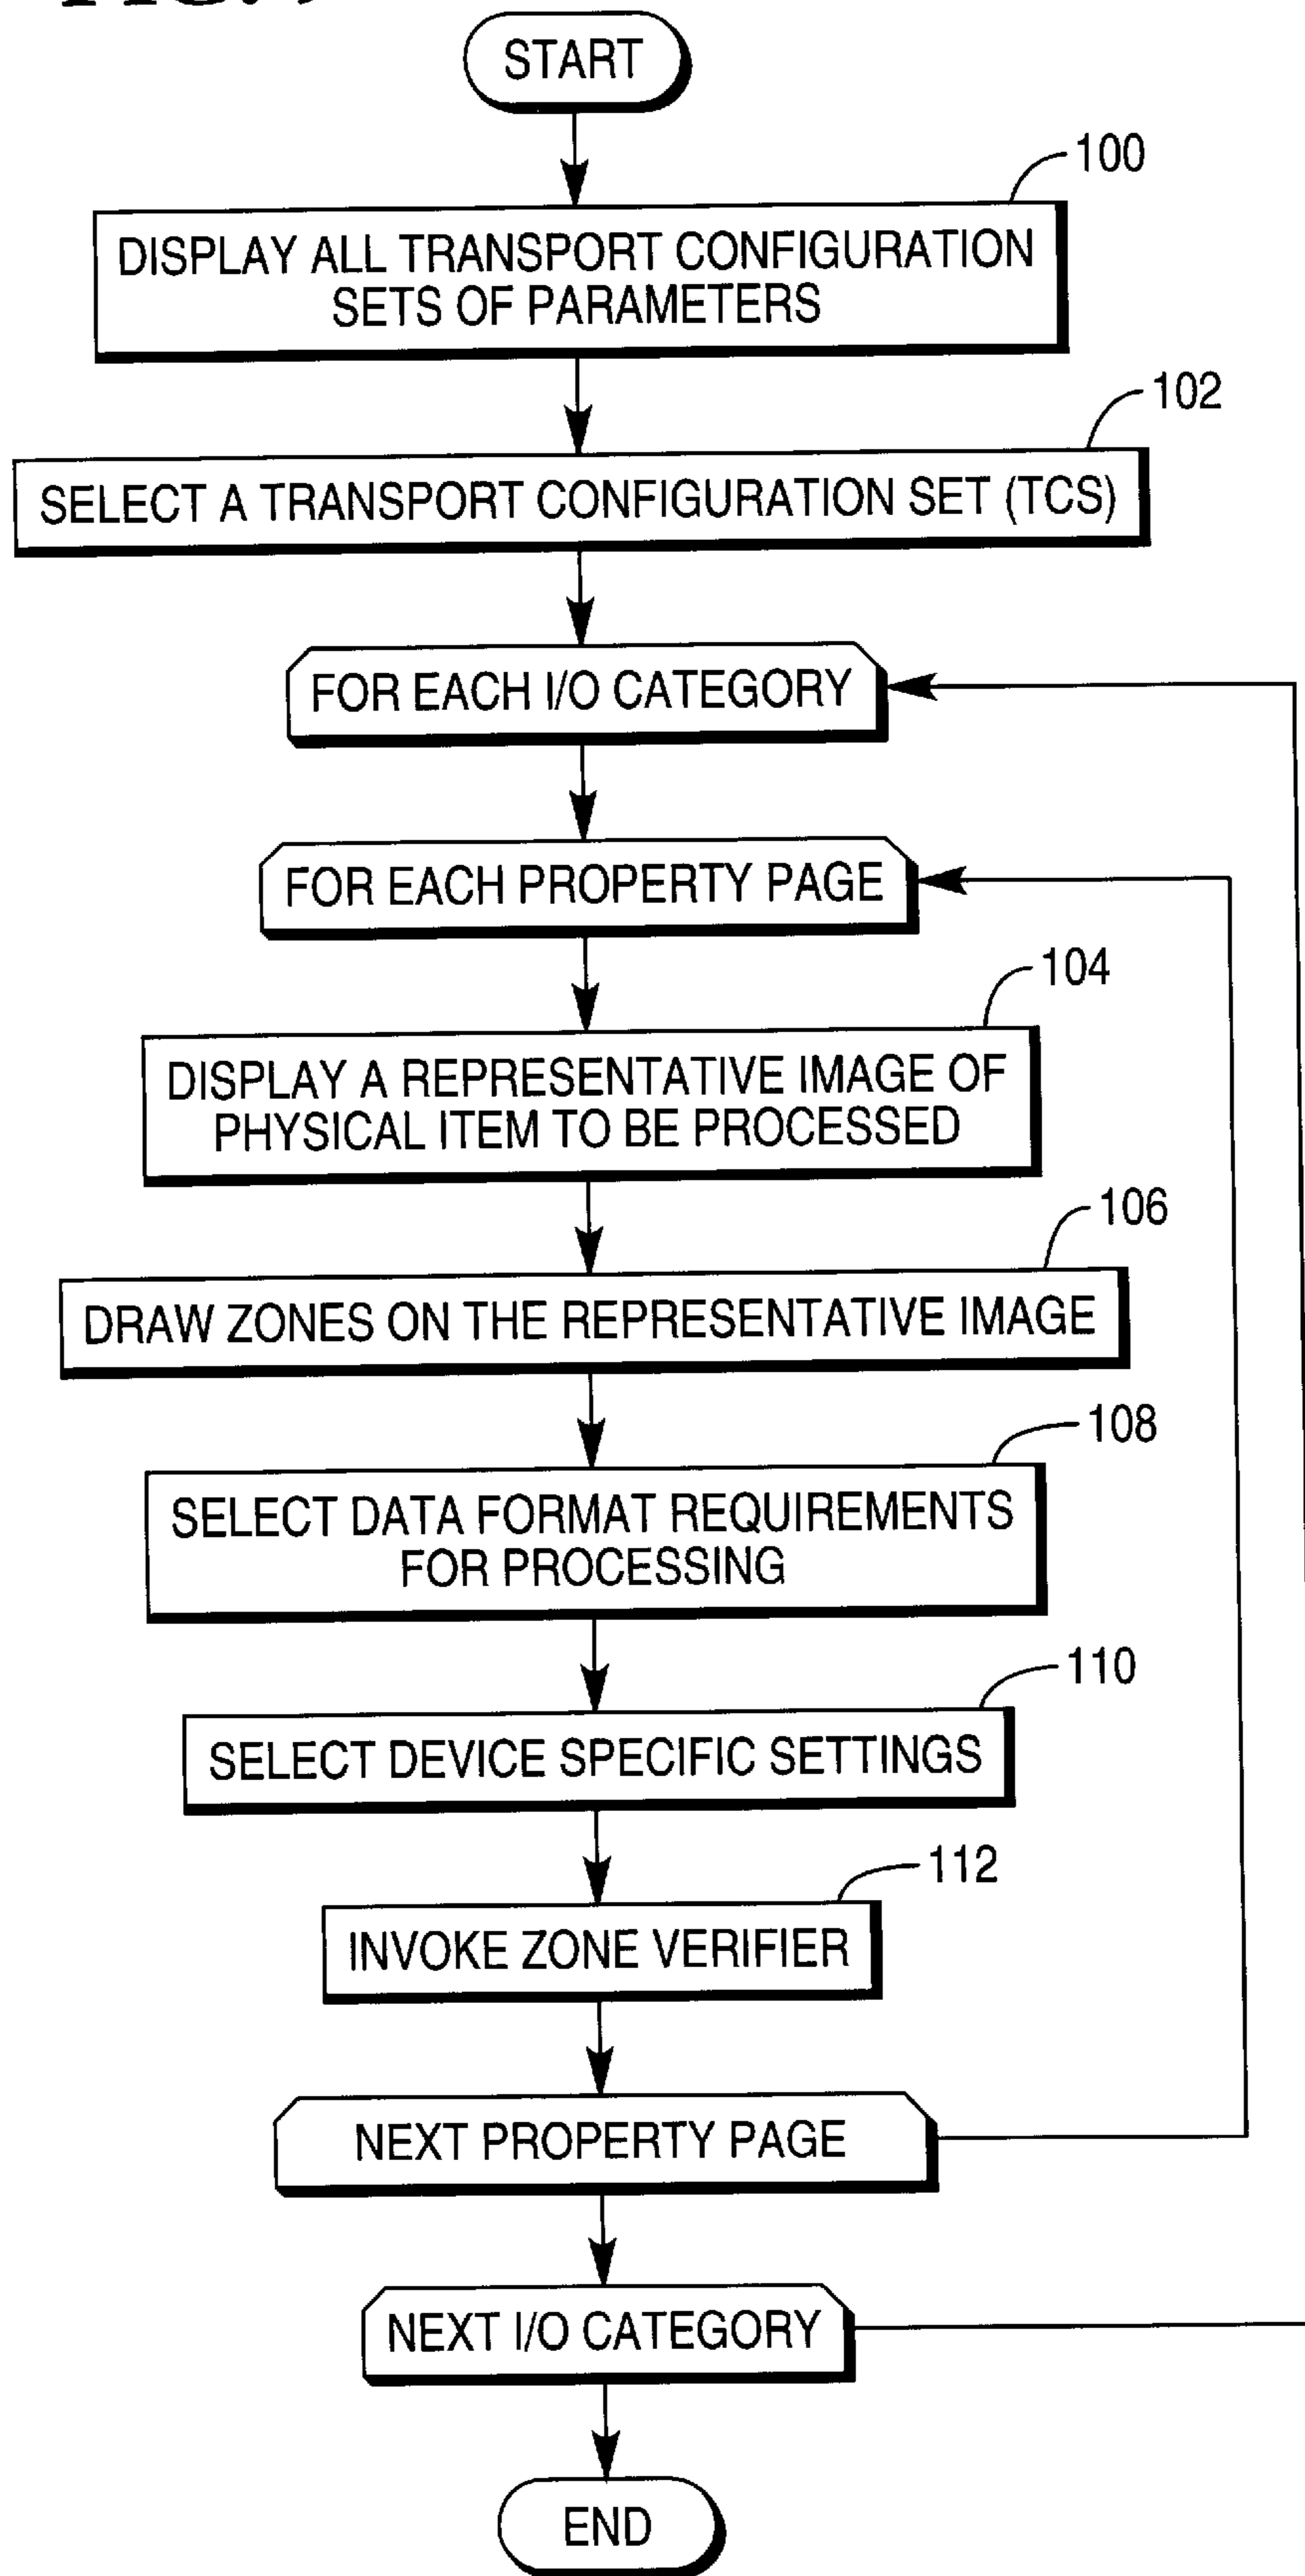 START
100
DISPLAY ALL TRANSPORT CONFIGURATION
SETS OF PARAMETERS
102
SELECT A TRANSPORT CONFIGURATION SET (TCS)
FOR EACH I/O CATEGORY
FOR EACH PROPERTY PAGE
104
DISPLAY A REPRESENTATIVE IMAGE OF
PHYSICAL ITEM TO BE PROCESSED
106
DRAW ZONES ON THE REPRESENTATIVE IMAGE
108
SELECT DATA FORMAT REQUIREMENTS
FOR PROCESSING
110
SELECT DEVICE SPECIFIC SETTINGS
112
INVOKE ZONE VERIFIER
NEXT PROPERTY PAGE
NEXT I/O CATEGORY
END